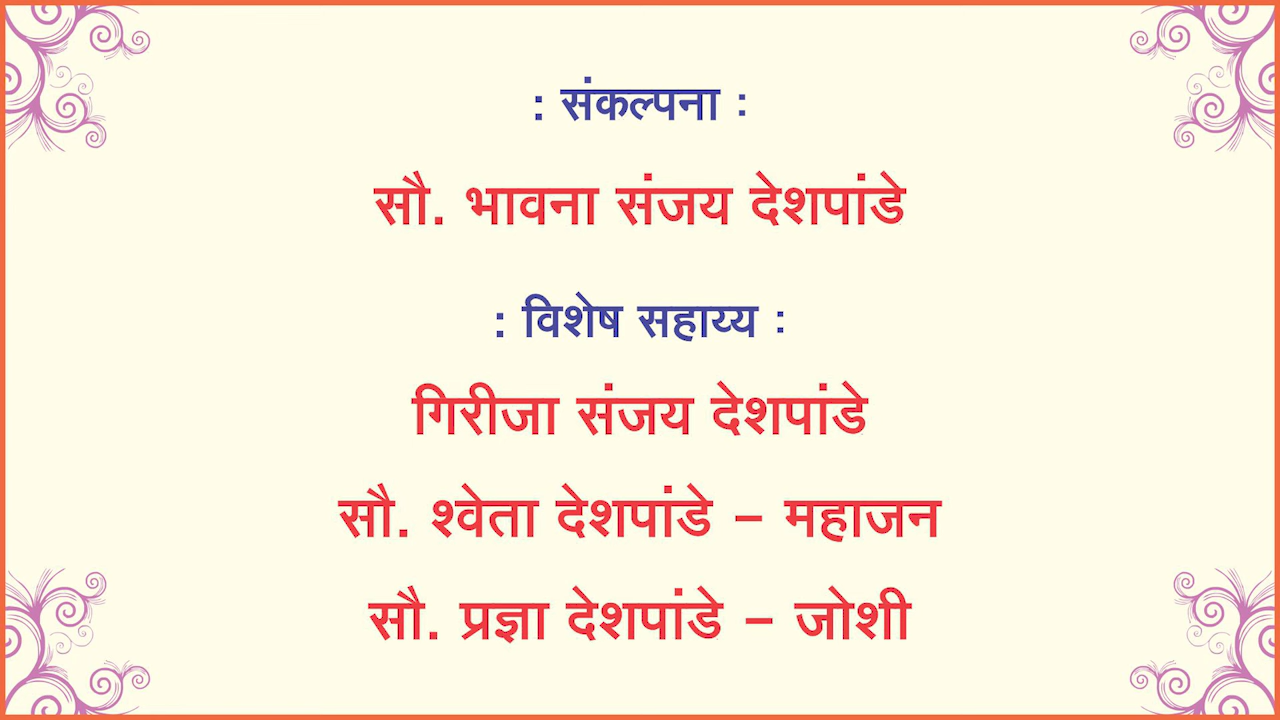 : संकल्पना :
सौ. भावना संजय देशपांडे
: विशेष सहाय्य :
गिरीजा संजय देशपांडे
सौ. श्वेता देशपांडे - महाजन
सौ. प्रज्ञा देशपांडे - जोशी